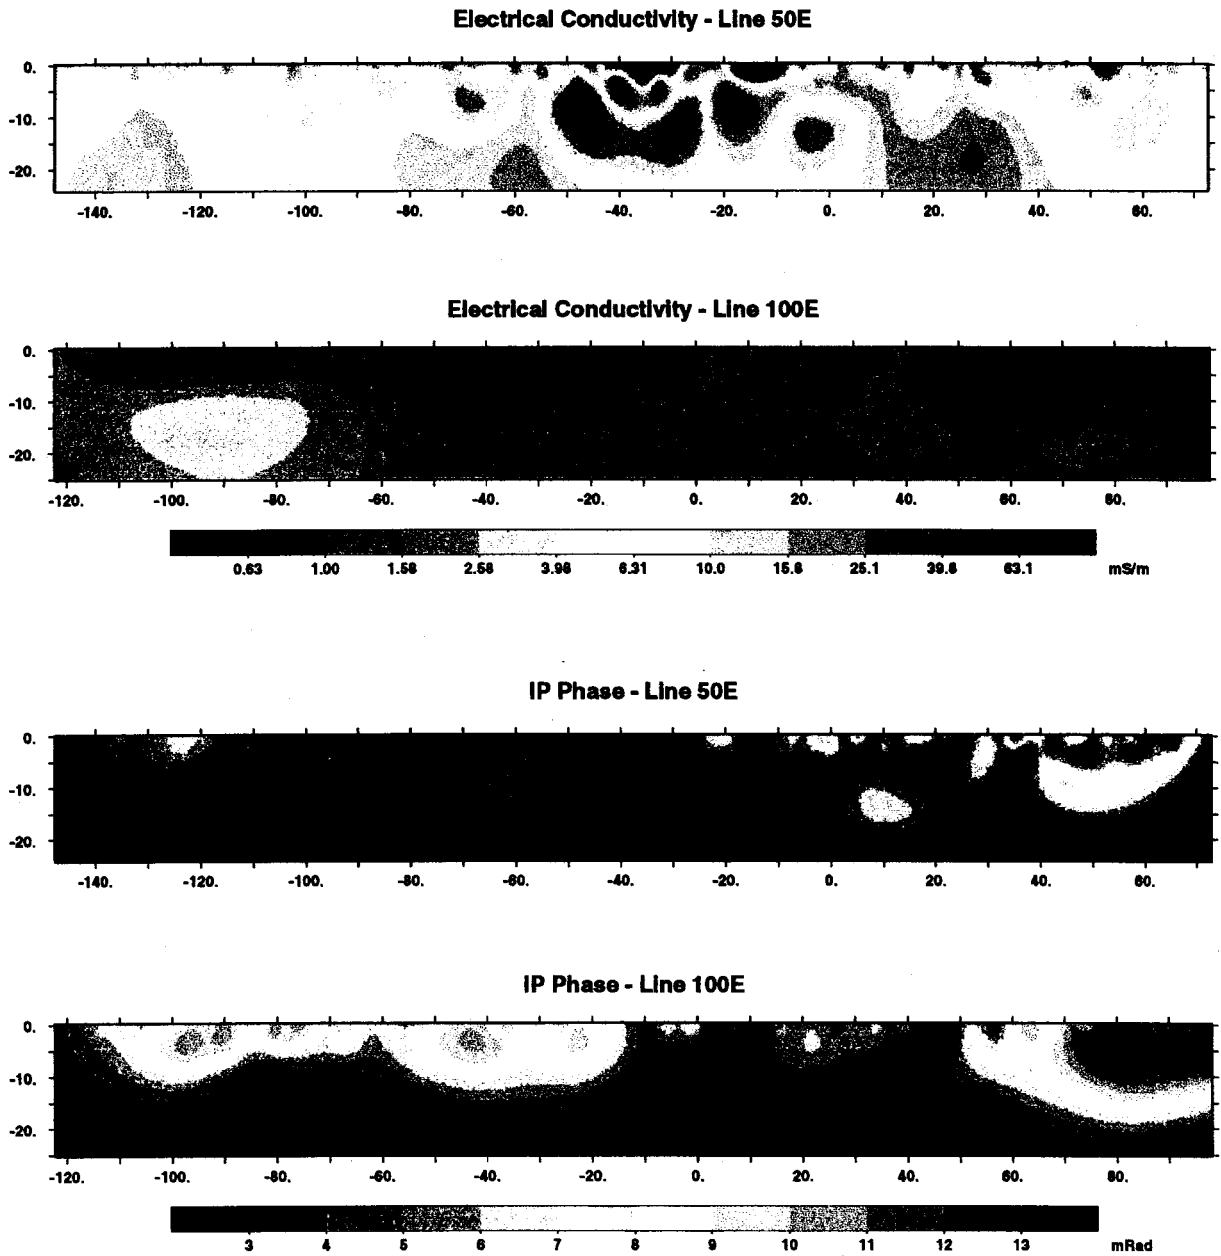 Electrical Conductivity - Line 50E
0.
-10.
-20.
-140. -120. -100. -80. -60. -40. -20. 0. 20. 40. 60.
Electrical Conductivity - Line 100E
0.
-10.
-20.
-120. -100. -80. -60. -40. -20. 0. 20. 40. 60. 80.
0.63 1.00 1.58 2.58 3.98 6.31 10.0 15.8 25.1 39.8 63.1 mS/m
IP Phase - Line 50E
0.
-10.
-20.
-140. -120. -100. -80. -60. -40. -20. 0. 20. 40. 60.
IP Phase - Line 100E
0.
-10.
-20.
-120. -100. -80. -60. -40. -20. 0. 20. 40. 60. 80.
3 4 5 6 7 8 9 10 11 12 13 mRad